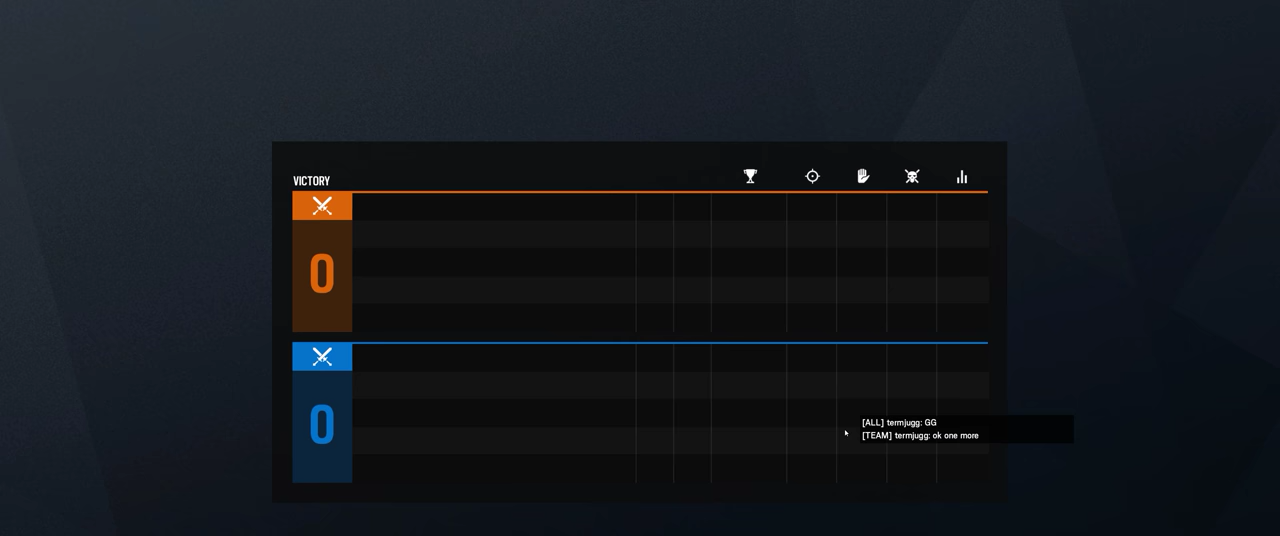 VICTORY
0
0
[ALL] termjugg: GG
[TEAM] termjugg: ok one more